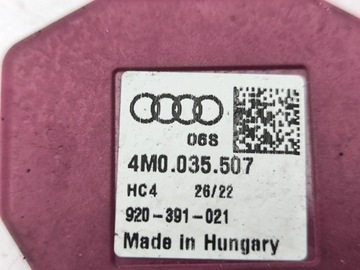 06S
4M0.035.507
HC4 26/22
920-391-021
Made in Hungary